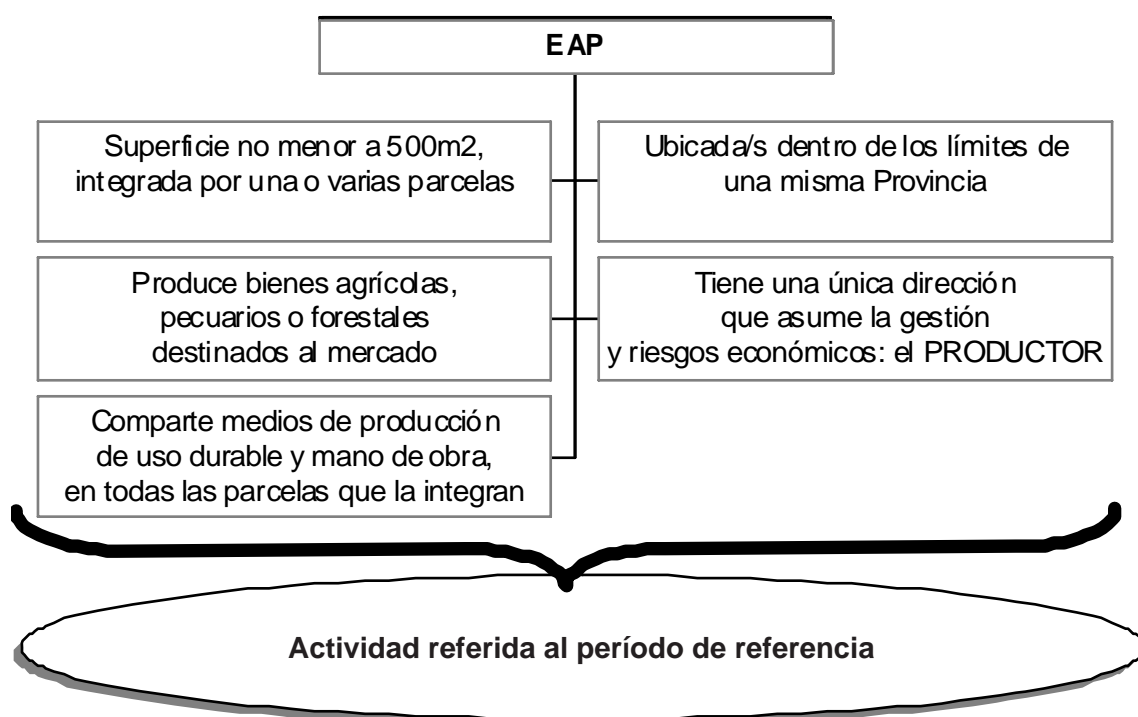 EAP
Superficie no menor a 500m2,
integrada por una o varias parcelas
Ubicada/s dentro de los límites de
una misma Provincia
Produce bienes agrícolas,
pecuarios o forestales
destinados al mercado
Tiene una única dirección
que asume la gestión
y riesgos económicos: el PRODUCTOR
Comparte medios de producción
de uso durable y mano de obra,
en todas las parcelas que la integran
Actividad referida al período de referencia